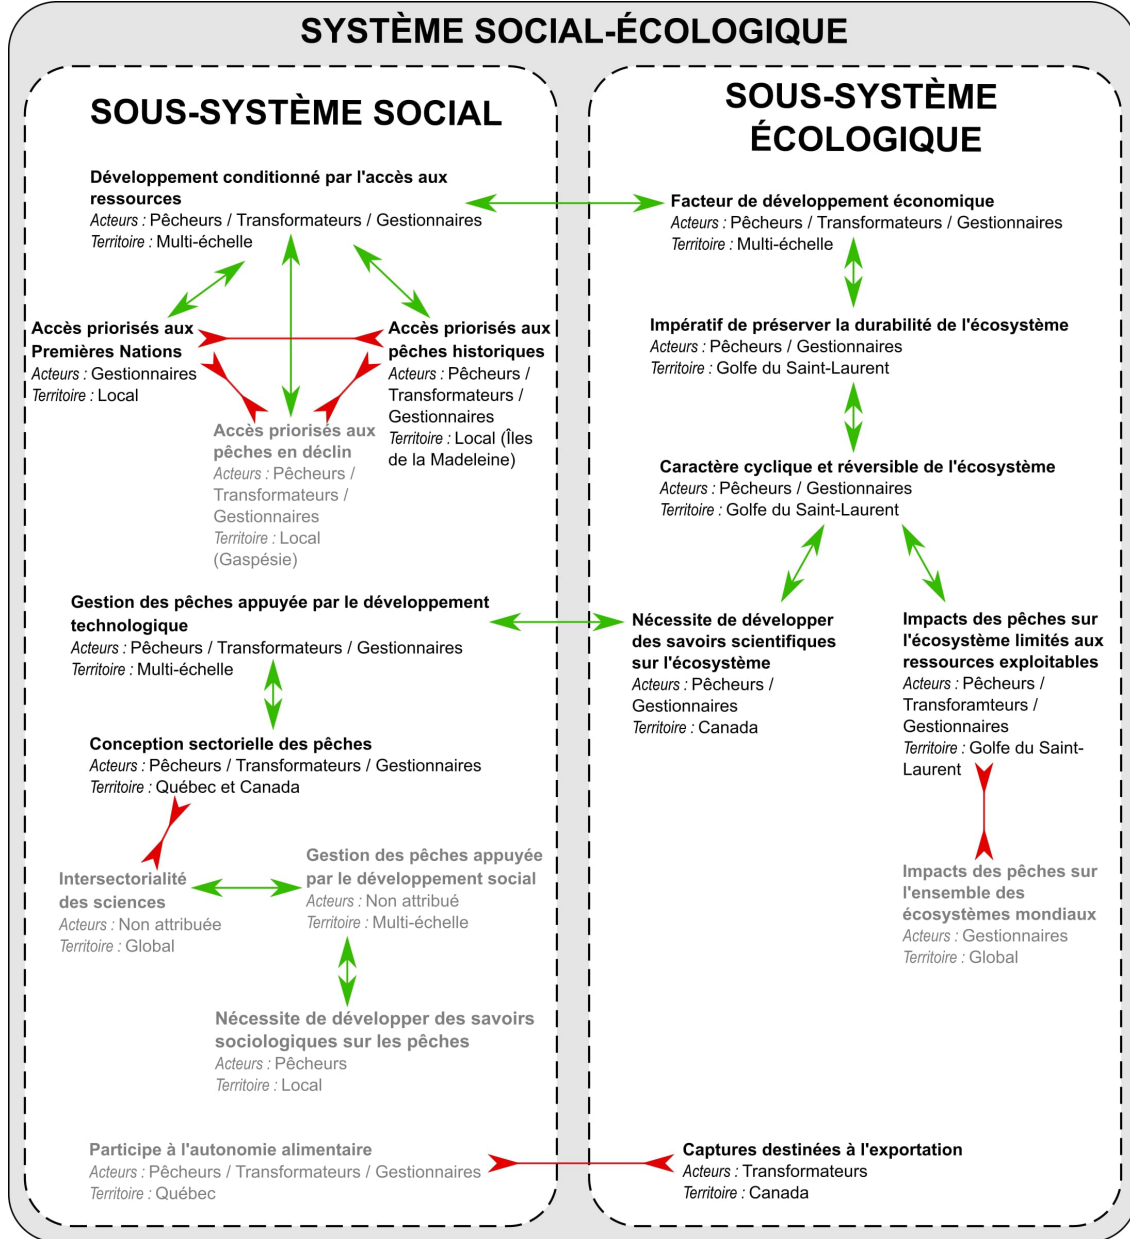 SYSTÈME SOCIAL-ÉCOLOGIQUE
SOUS-SYSTÈME SOCIAL
Développement conditionné par l'accès aux
ressources
Acteurs : Pêcheurs / Transformateurs / Gestionnaires
Territoire : Multi-échelle
Accès priorisés aux
Premières Nations
Acteurs : Gestionnaires
Territoire : Local
Accès priorisés aux
pêches historiques
Acteurs : Pêcheurs /
Transformateurs /
Gestionnaires
Territoire : Local (Îles
de la Madeleine)
Accès priorisés aux
pêches en déclin
Acteurs : Pêcheurs /
Transformateurs /
Gestionnaires
Territoire : Local
(Gaspésie)
Gestion des pêches appuyée par le développement
technologique
Acteurs : Pêcheurs / Transformateurs / Gestionnaires
Territoire : Multi-échelle
Conception sectorielle des pêches
Acteurs : Pêcheurs / Transformateurs / Gestionnaires
Territoire : Québec et Canada
Intersectorialité
des sciences
Acteurs : Non attribuée
Territoire : Global
Gestion des pêches appuyée
par le développement social
Acteurs : Non attribué
Territoire : Multi-échelle
Nécessite de développer des savoirs
sociologiques sur les pêches
Acteurs : Pêcheurs
Territoire : Local
Participe à l'autonomie alimentaire
Acteurs : Pêcheurs / Transformateurs / Gestionnaires
Territoire : Québec
SOUS-SYSTÈME
ÉCOLOGIQUE
Facteur de développement économique
Acteurs : Pêcheurs / Transformateurs / Gestionnaires
Territoire : Multi-échelle
Impératif de préserver la durabilité de l'écosystème
Acteurs : Pêcheurs / Gestionnaires
Territoire : Golfe du Saint-Laurent
Caractère cyclique et réversible de l'écosystème
Acteurs : Pêcheurs / Gestionnaires
Territoire : Golfe du Saint-Laurent
Nécessite de développer
des savoirs scientifiques
sur l'écosystème
Acteurs : Pêcheurs /
Gestionnaires
Territoire : Canada
Impacts des pêches sur
l'écosystème limités aux
ressources exploitables
Acteurs : Pêcheurs /
Transforamteurs /
Gestionnaires
Territoire : Golfe du Saint-
Laurent
Impacts des pêches sur
l'ensemble des
écosystèmes mondiaux
Acteurs : Gestionnaires
Territoire : Global
Captures destinées à l'exportation
Acteurs : Transformateurs
Territoire : Canada